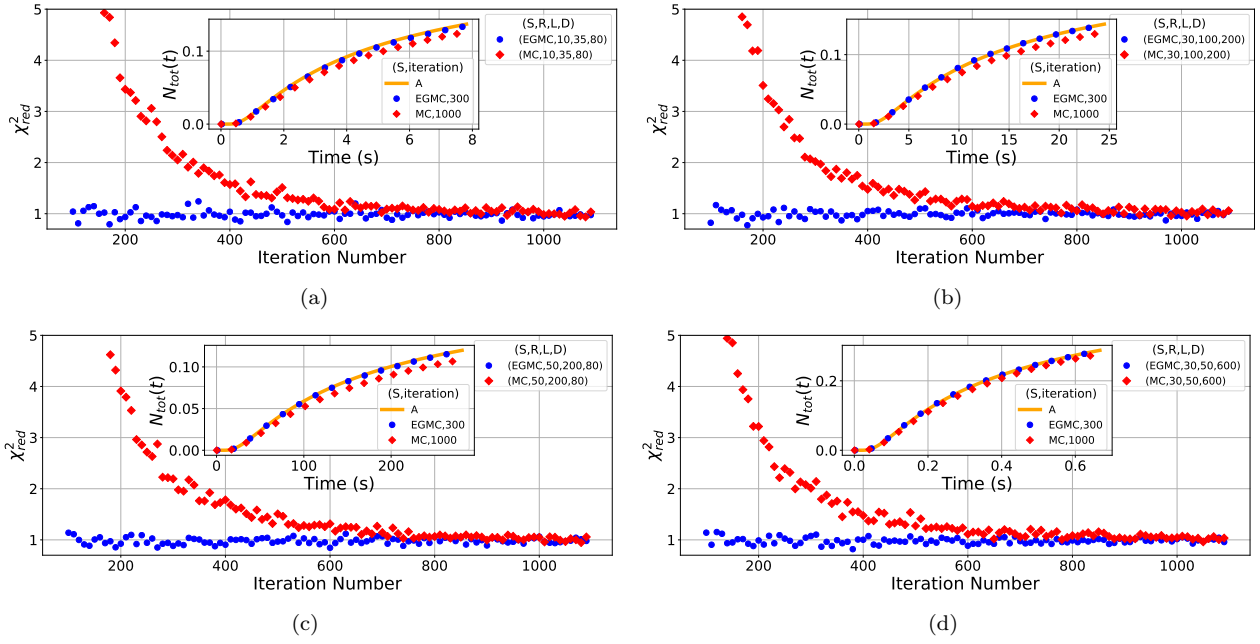 5
4
3
2
1
χ²red
200
400
600
800
1000
Iteration Number
(S,R,L,D)
(EGMC,10,35,80)
(MC,10,35,80)
0.1
0.0
Ntot(t)
0
2
4
6
8
Time (s)
(S,iteration)
A
EGMC,300
MC,1000
(a)
5
4
3
2
1
χ²red
200
400
600
800
1000
Iteration Number
(S,R,L,D)
(EGMC,30,100,200)
(MC,30,100,200)
0.1
0.0
Ntot(t)
0
5
10
15
20
25
Time (s)
(S,iteration)
A
EGMC,300
MC,1000
(b)
5
4
3
2
1
χ²red
200
400
600
800
1000
Iteration Number
(S,R,L,D)
(EGMC,50,200,80)
(MC,50,200,80)
0.10
0.05
0.00
Ntot(t)
0
100
200
Time (s)
(S,iteration)
A
EGMC,300
MC,1000
(c)
5
4
3
2
1
χ²red
200
400
600
800
1000
Iteration Number
(S,R,L,D)
(EGMC,30,50,600)
(MC,30,50,600)
0.2
0.0
Ntot(t)
0.0
0.2
0.4
0.6
Time (s)
(S,iteration)
A
EGMC,300
MC,1000
(d)